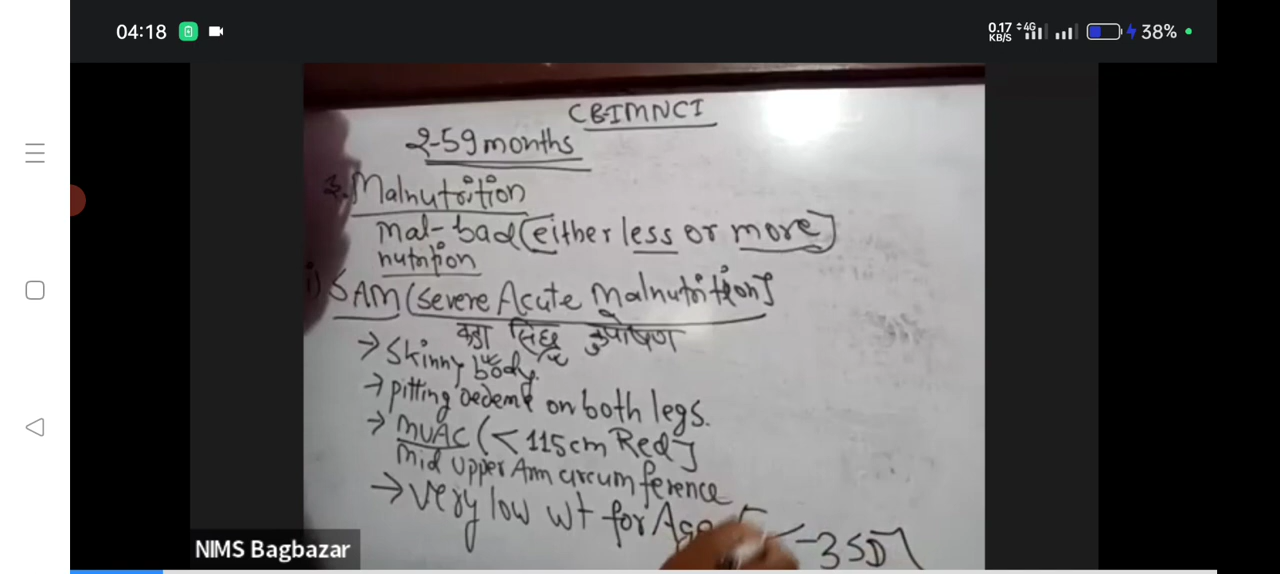 04:18
0.17 KB/S 4G 38%
CBIMNCI
2-59 months
Malnutrition
mal-bad (either less or more)
nutrition
i) SAM (Severe Acute Malnutrition)
कडा सिघ्र कुपोषण
→ Skinny body.
→ pitting oedema on both legs.
→ MUAC (< 115cm Red)
Mid Upper Arm circumference
→ Very low wt for Age < -3SD
NIMS Bagbazar